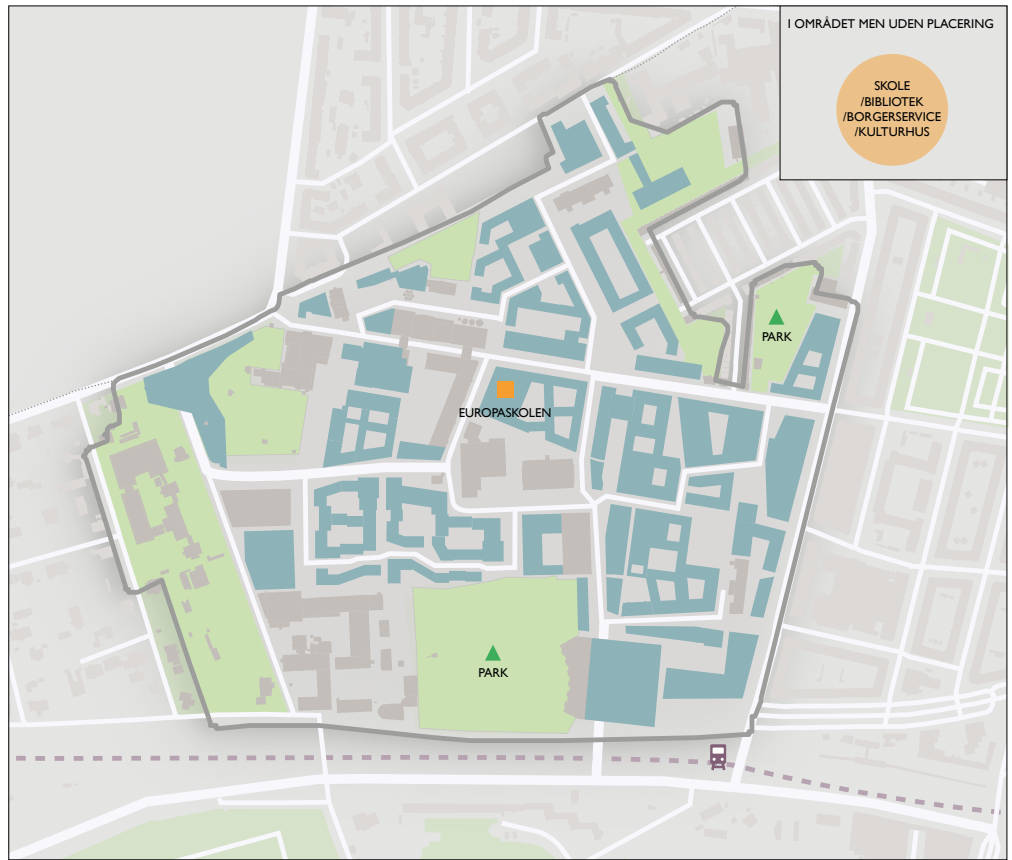 I OMRÅDET MEN UDEN PLACERING
SKOLE
/BIBLIOTEK
/BORGERSERVICE
/KULTURHUS
PARK
EUROPASKOLEN
PARK